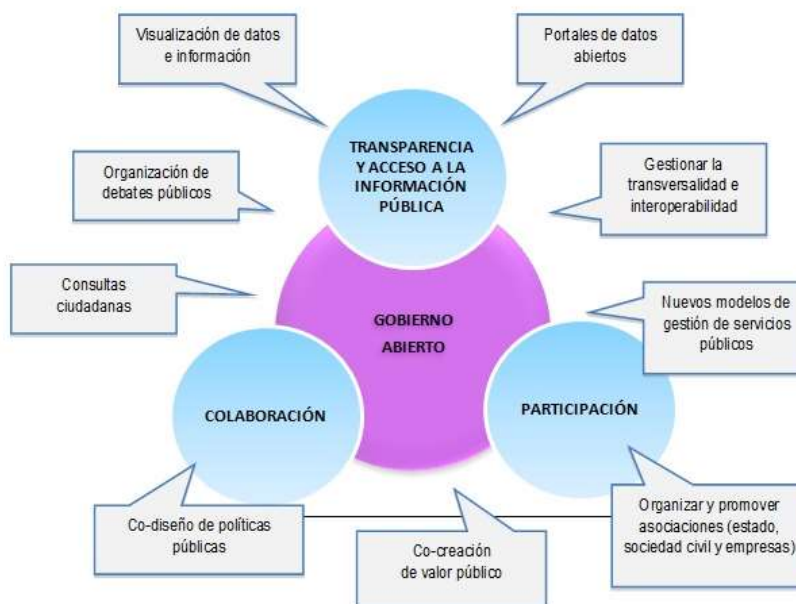 Visualización de datos
e información
Portales de datos
abiertos
TRANSPARENCIA
Y ACCESO A LA
INFORMACIÓN
PÚBLICA
Organización de
debates públicos
Gestionar la
transversalidad e
interoperabilidad
Consultas
ciudadanas
GOBIERNO
ABIERTO
Nuevos modelos de
gestión de servicios
públicos
COLABORACIÓN
PARTICIPACIÓN
Co-diseño de políticas
públicas
Co-creación
de valor público
Organizar y promover
asociaciones (estado,
sociedad civil y empresas)